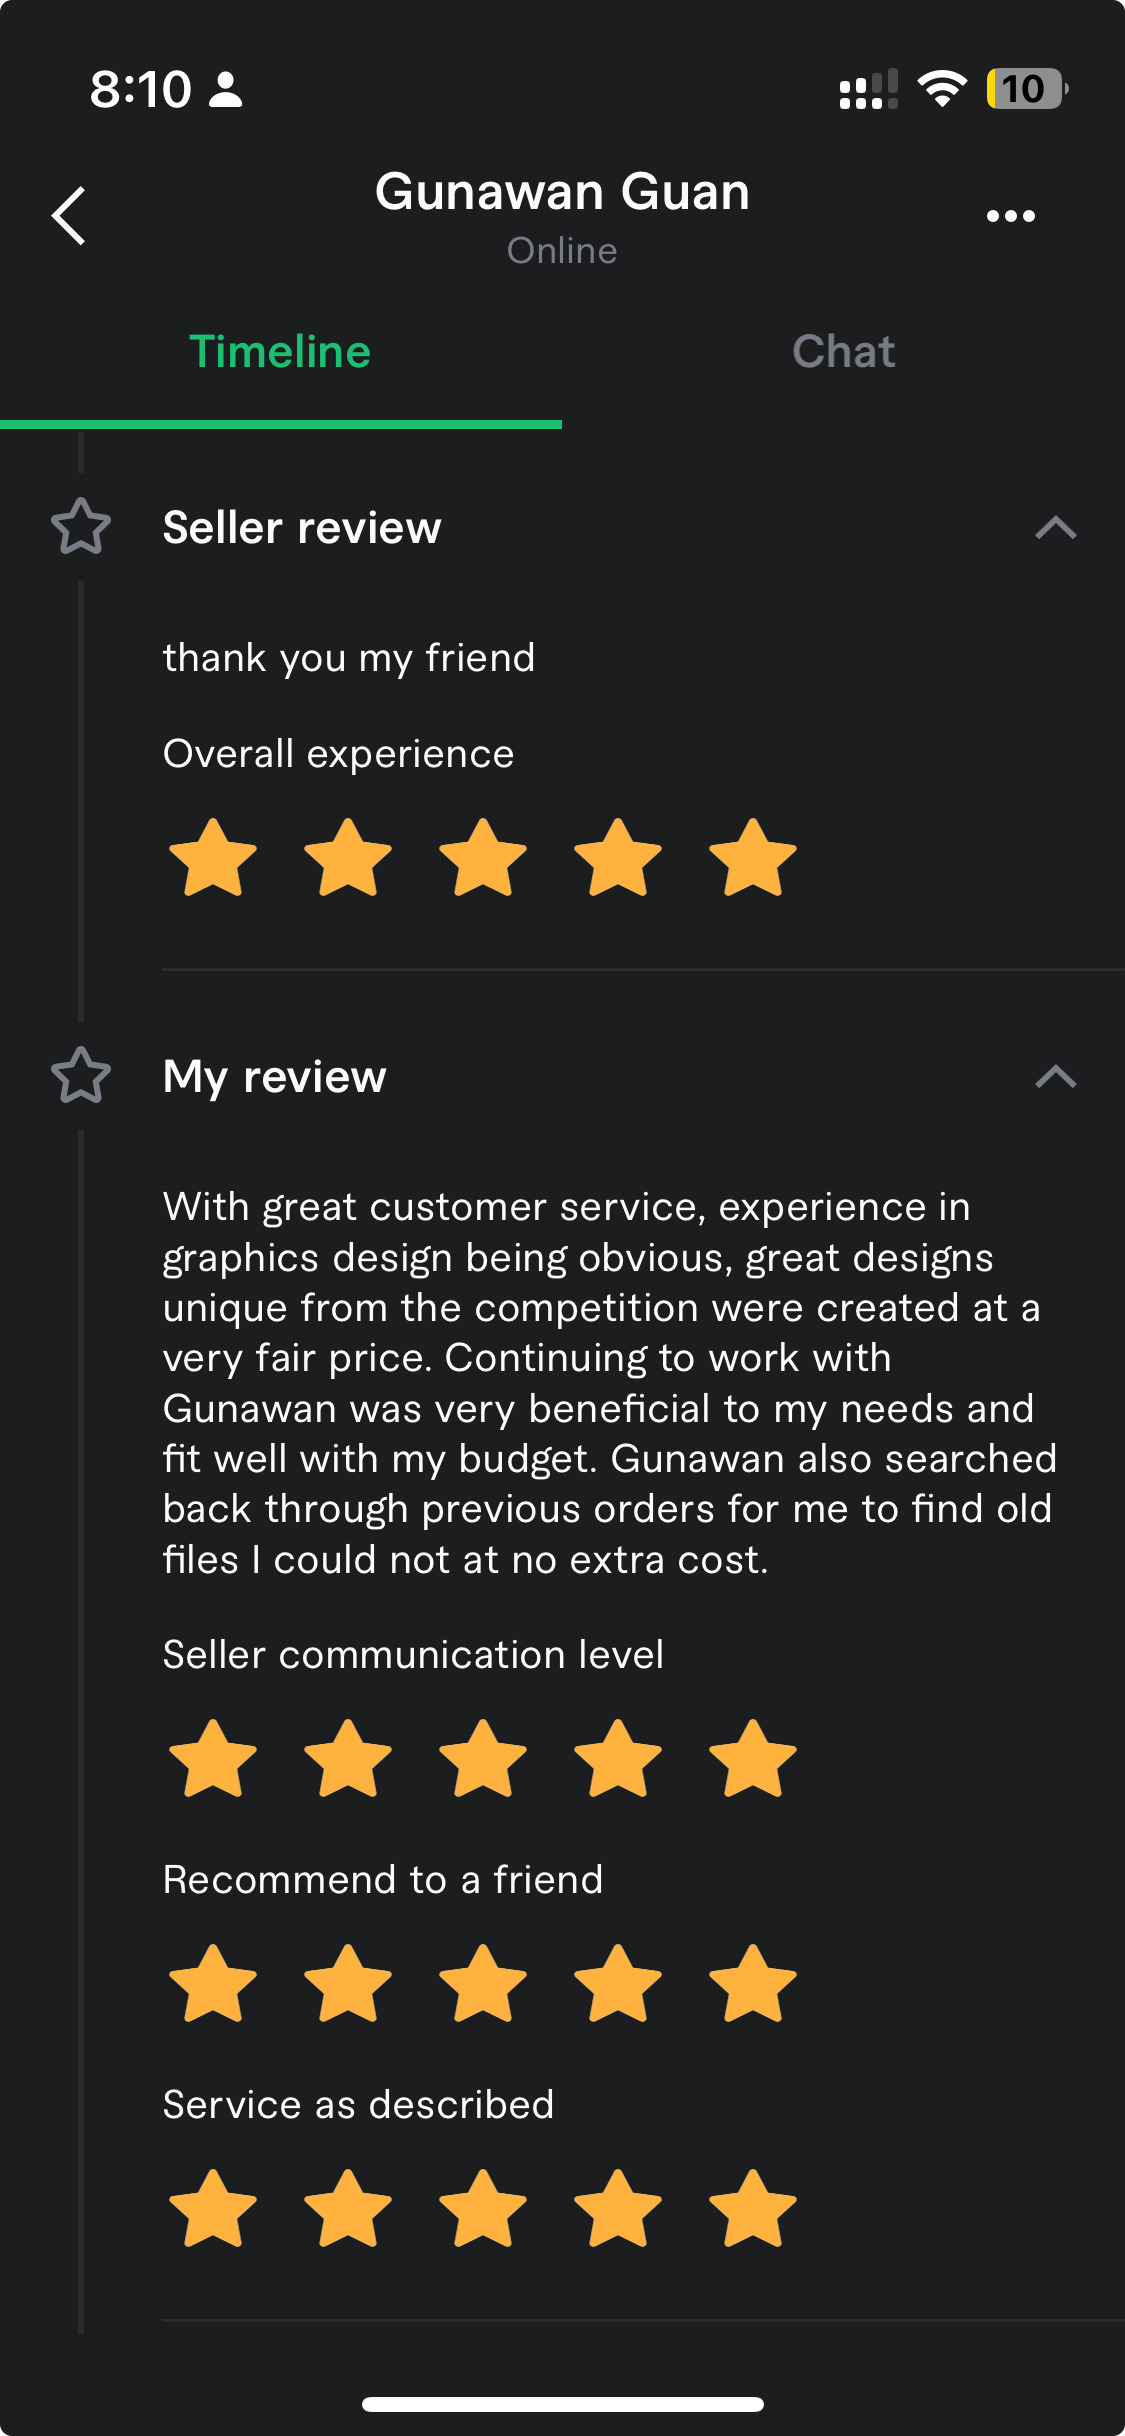 8:10
10
Gunawan Guan
Online
Timeline
Chat
Seller review
thank you my friend
Overall experience
My review
With great customer service, experience in
graphics design being obvious, great designs
unique from the competition were created at a
very fair price. Continuing to work with
Gunawan was very beneficial to my needs and
fit well with my budget. Gunawan also searched
back through previous orders for me to find old
files I could not at no extra cost.
Seller communication level
Recommend to a friend
Service as described